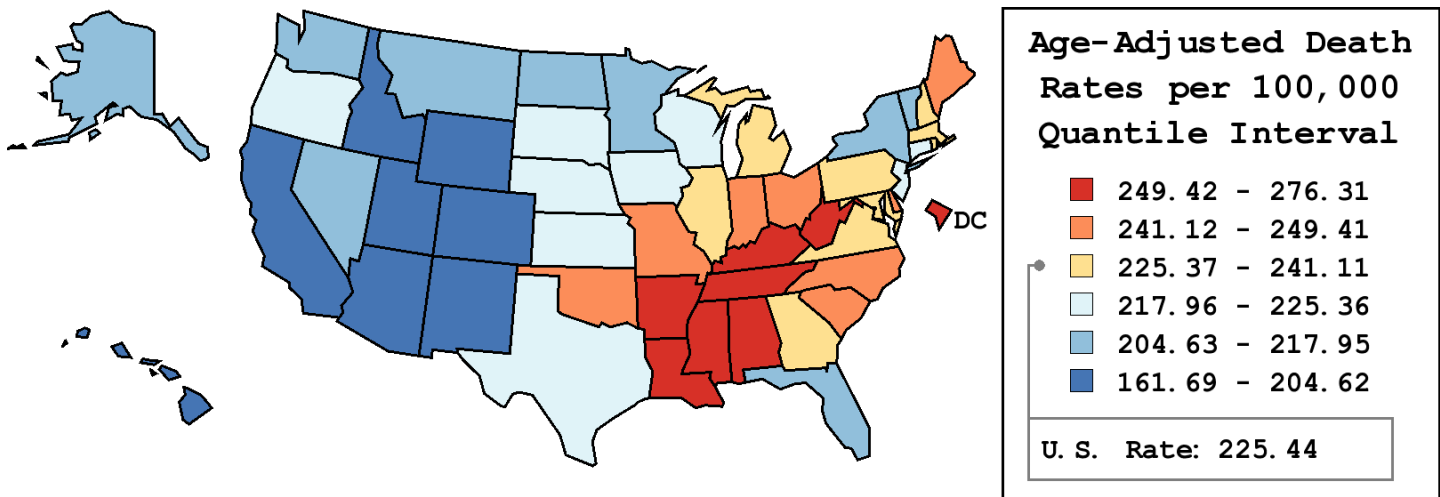 Age-Adjusted Death
Rates per 100,000
Quantile Interval
249.42 - 276.31
241.12 - 249.41
225.37 - 241.11
217.96 - 225.36
204.63 - 217.95
161.69 - 204.62
U.S. Rate: 225.44
DC